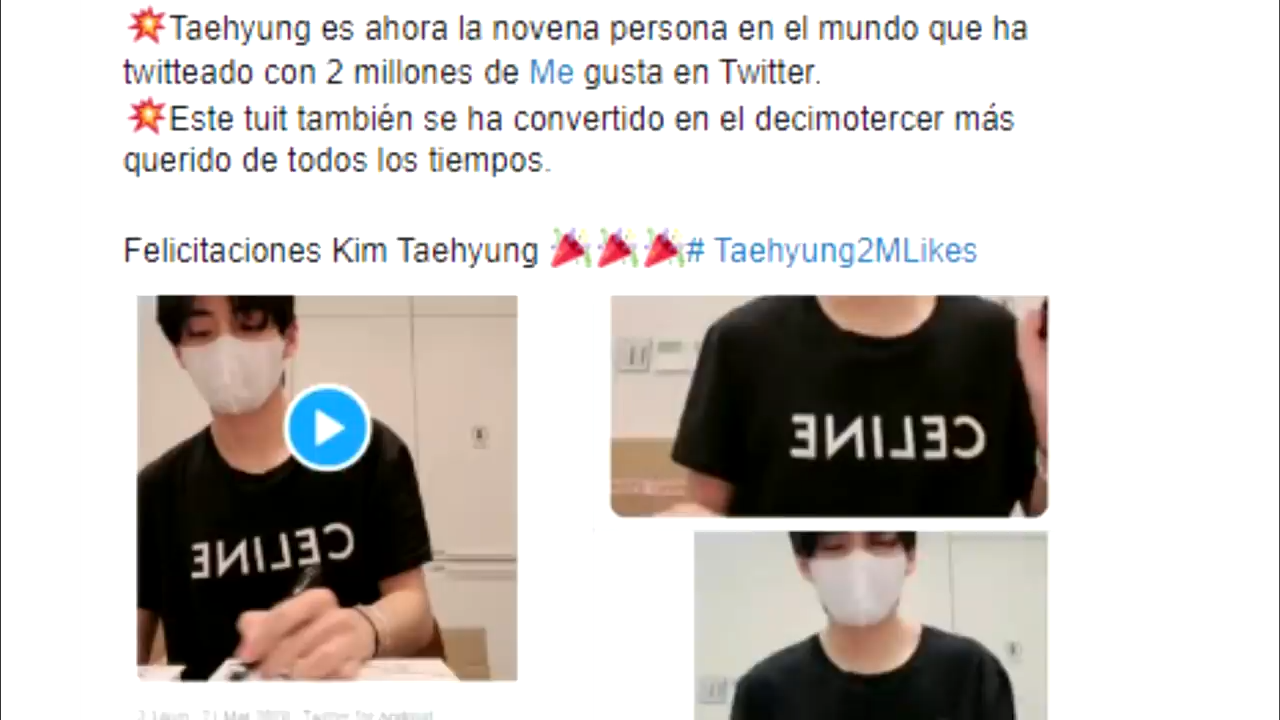 Taehyung es ahora la novena persona en el mundo que ha
twitteado con 2 millones de Me gusta en Twitter.
Este tuit también se ha convertido en el decimotercer más
querido de todos los tiempos.
Felicitaciones Kim Taehyung # Taehyung2MLikes
CELINE
CELINE